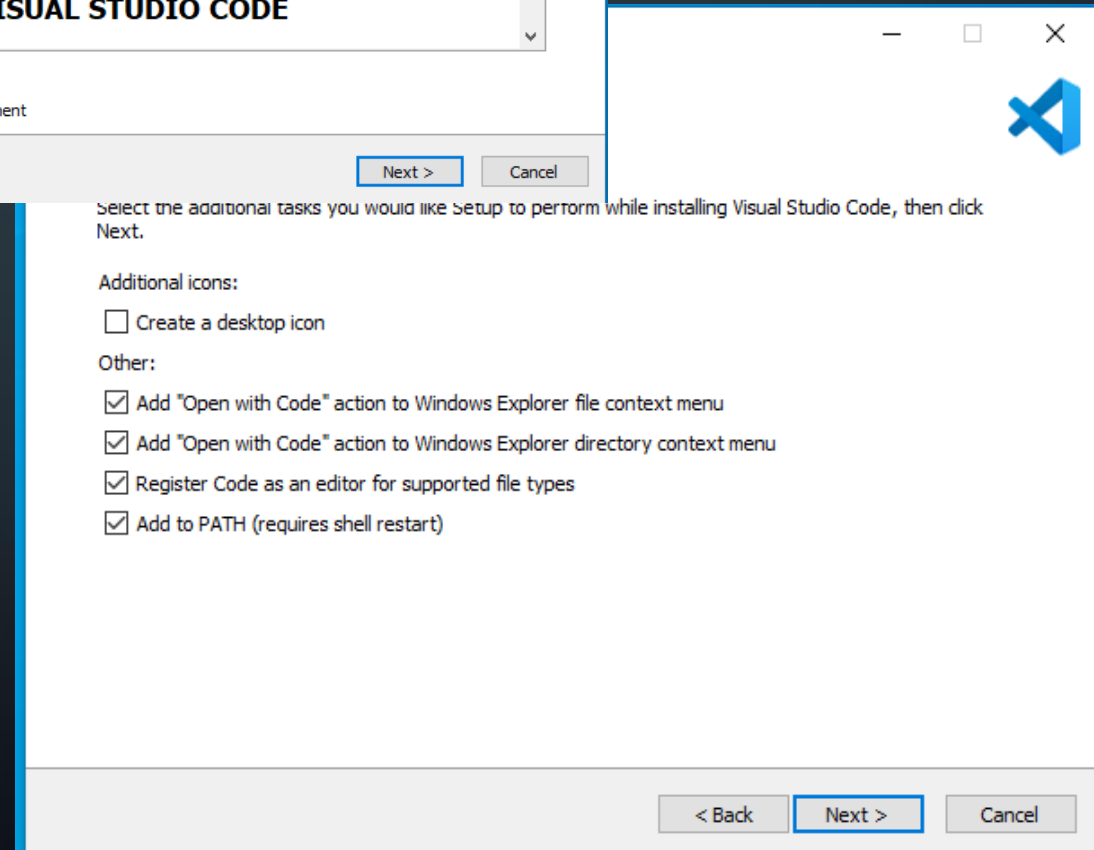 VISUAL STUDIO CODE
Next >
Cancel
Select the additional tasks you would like Setup to perform while installing Visual Studio Code, then click
Next.
Additional icons:
Create a desktop icon
Other:
Add "Open with Code" action to Windows Explorer file context menu
Add "Open with Code" action to Windows Explorer directory context menu
Register Code as an editor for supported file types
Add to PATH (requires shell restart)
< Back
Next >
Cancel